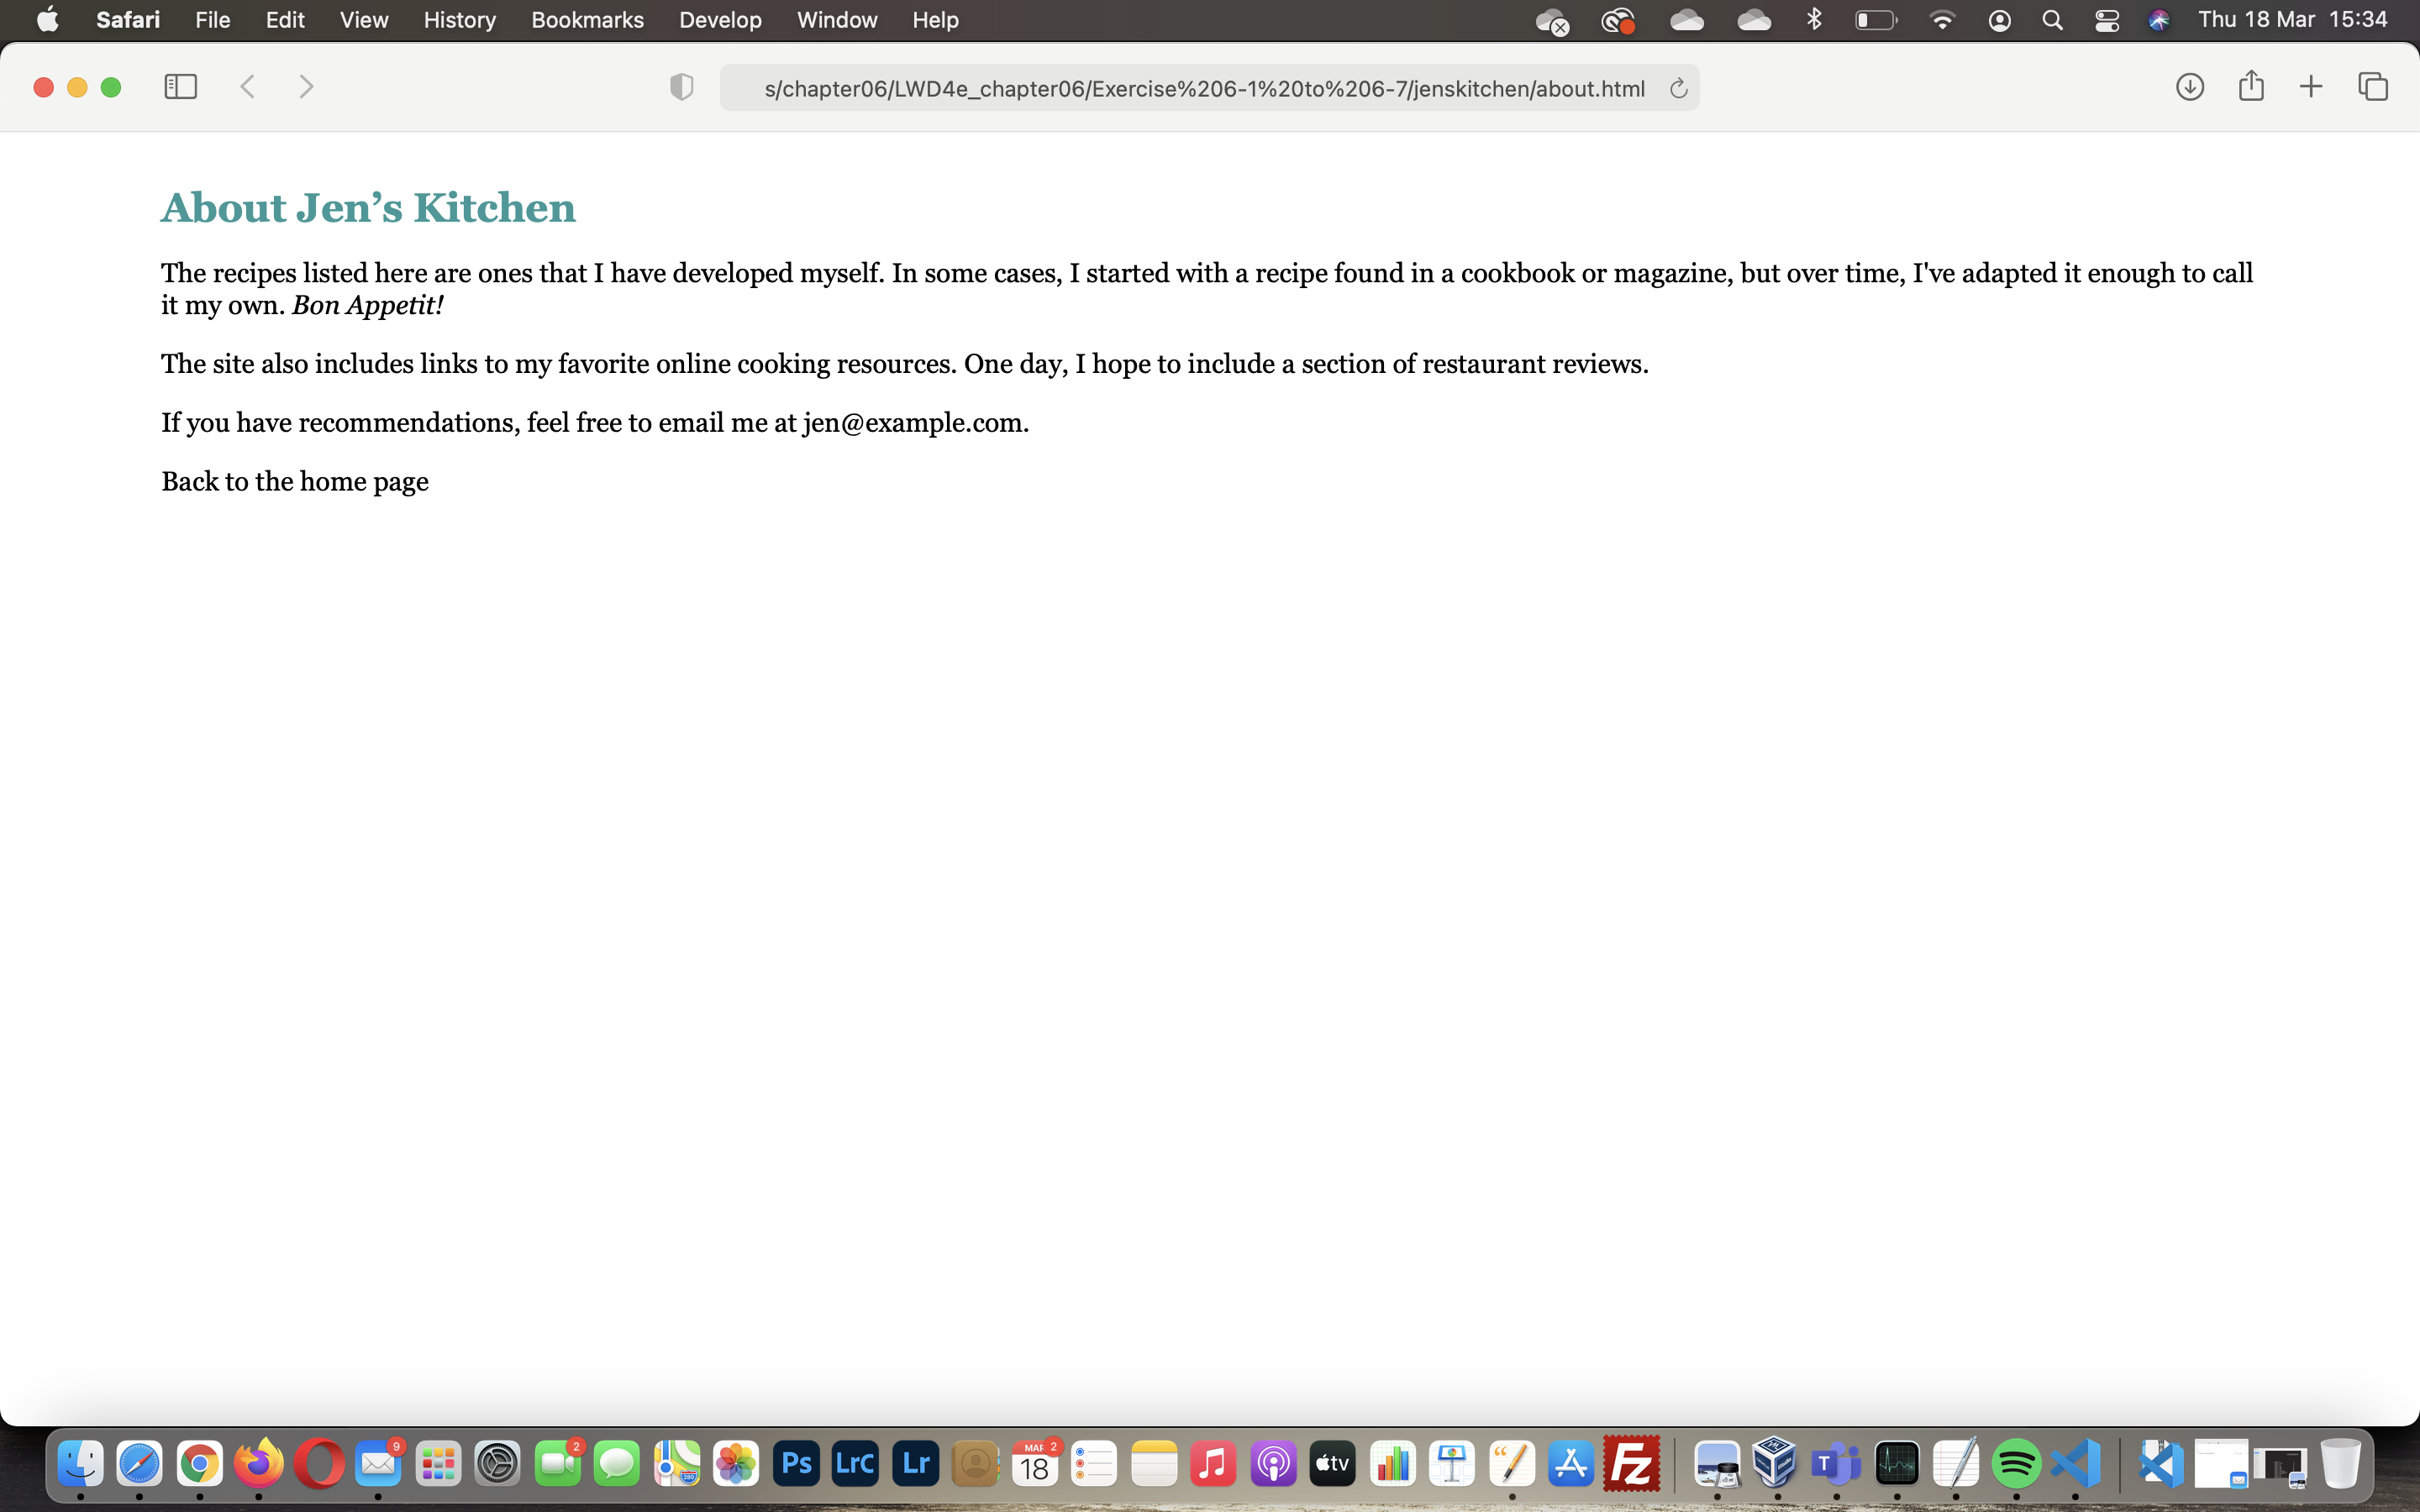 Safari File Edit View History Bookmarks Develop Window Help Thu 18 Mar 15:34
s/chapter06/LWD4e_chapter06/Exercise%206-1%20to%206-7/jenskitchen/about.html
About Jen’s Kitchen
The recipes listed here are ones that I have developed myself. In some cases, I started with a recipe found in a cookbook or magazine, but over time, I've adapted it enough to call
it my own. Bon Appetit!
The site also includes links to my favorite online cooking resources. One day, I hope to include a section of restaurant reviews.
If you have recommendations, feel free to email me at jen@example.com.
Back to the home page
9 2 Ps LrC Lr MAR 2 18 tv Fz T
280